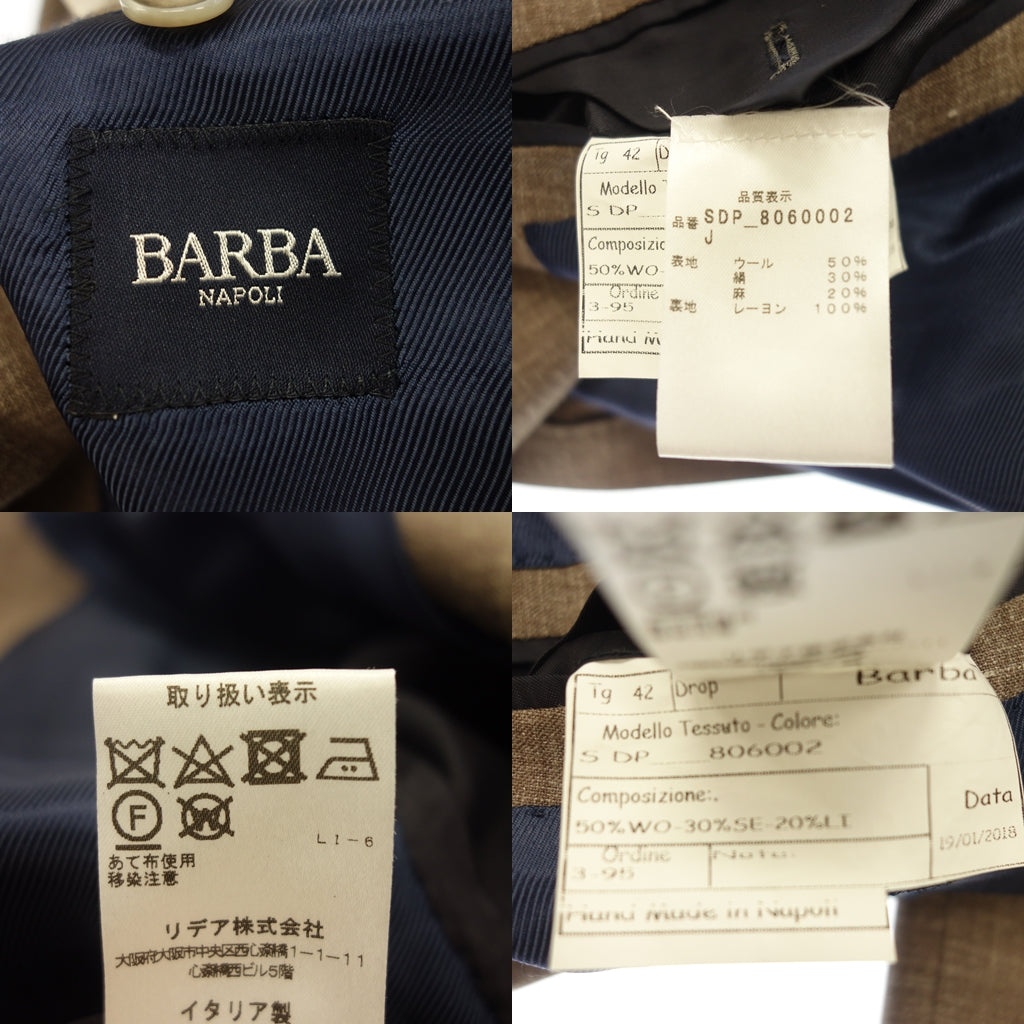 BARBA
NAPOLI
Tg 42 D
Modello T
S DP
50%WO-
Ordine
3-95
Hand M
品質表示
品番 SDP_8060002
J
表地 ウール 50%
絹 30%
麻 20%
裏地 レーヨン 100%
取り扱い表示
F
W
LI-6
あて布使用
移染注意
リデア株式会社
大阪府大阪市中央区西心斎橋1-1-11
心斎橋西ビル5階
イタリア製
Tg 42 Drop Barba
Modello Tessuto - Colore:
S DP 806002
Composizione:.
50%WO-30%SE-20%LI
Data
19/01/2018
Ordine Note:
3-95
Hand Made in Napoli